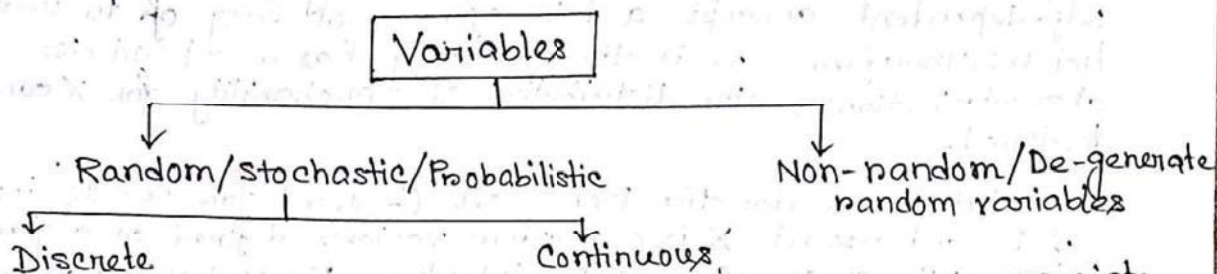 Variables
Random/Stochastic/Probabilistic
Non-random/De-generate
random variables
Discrete
Continuous